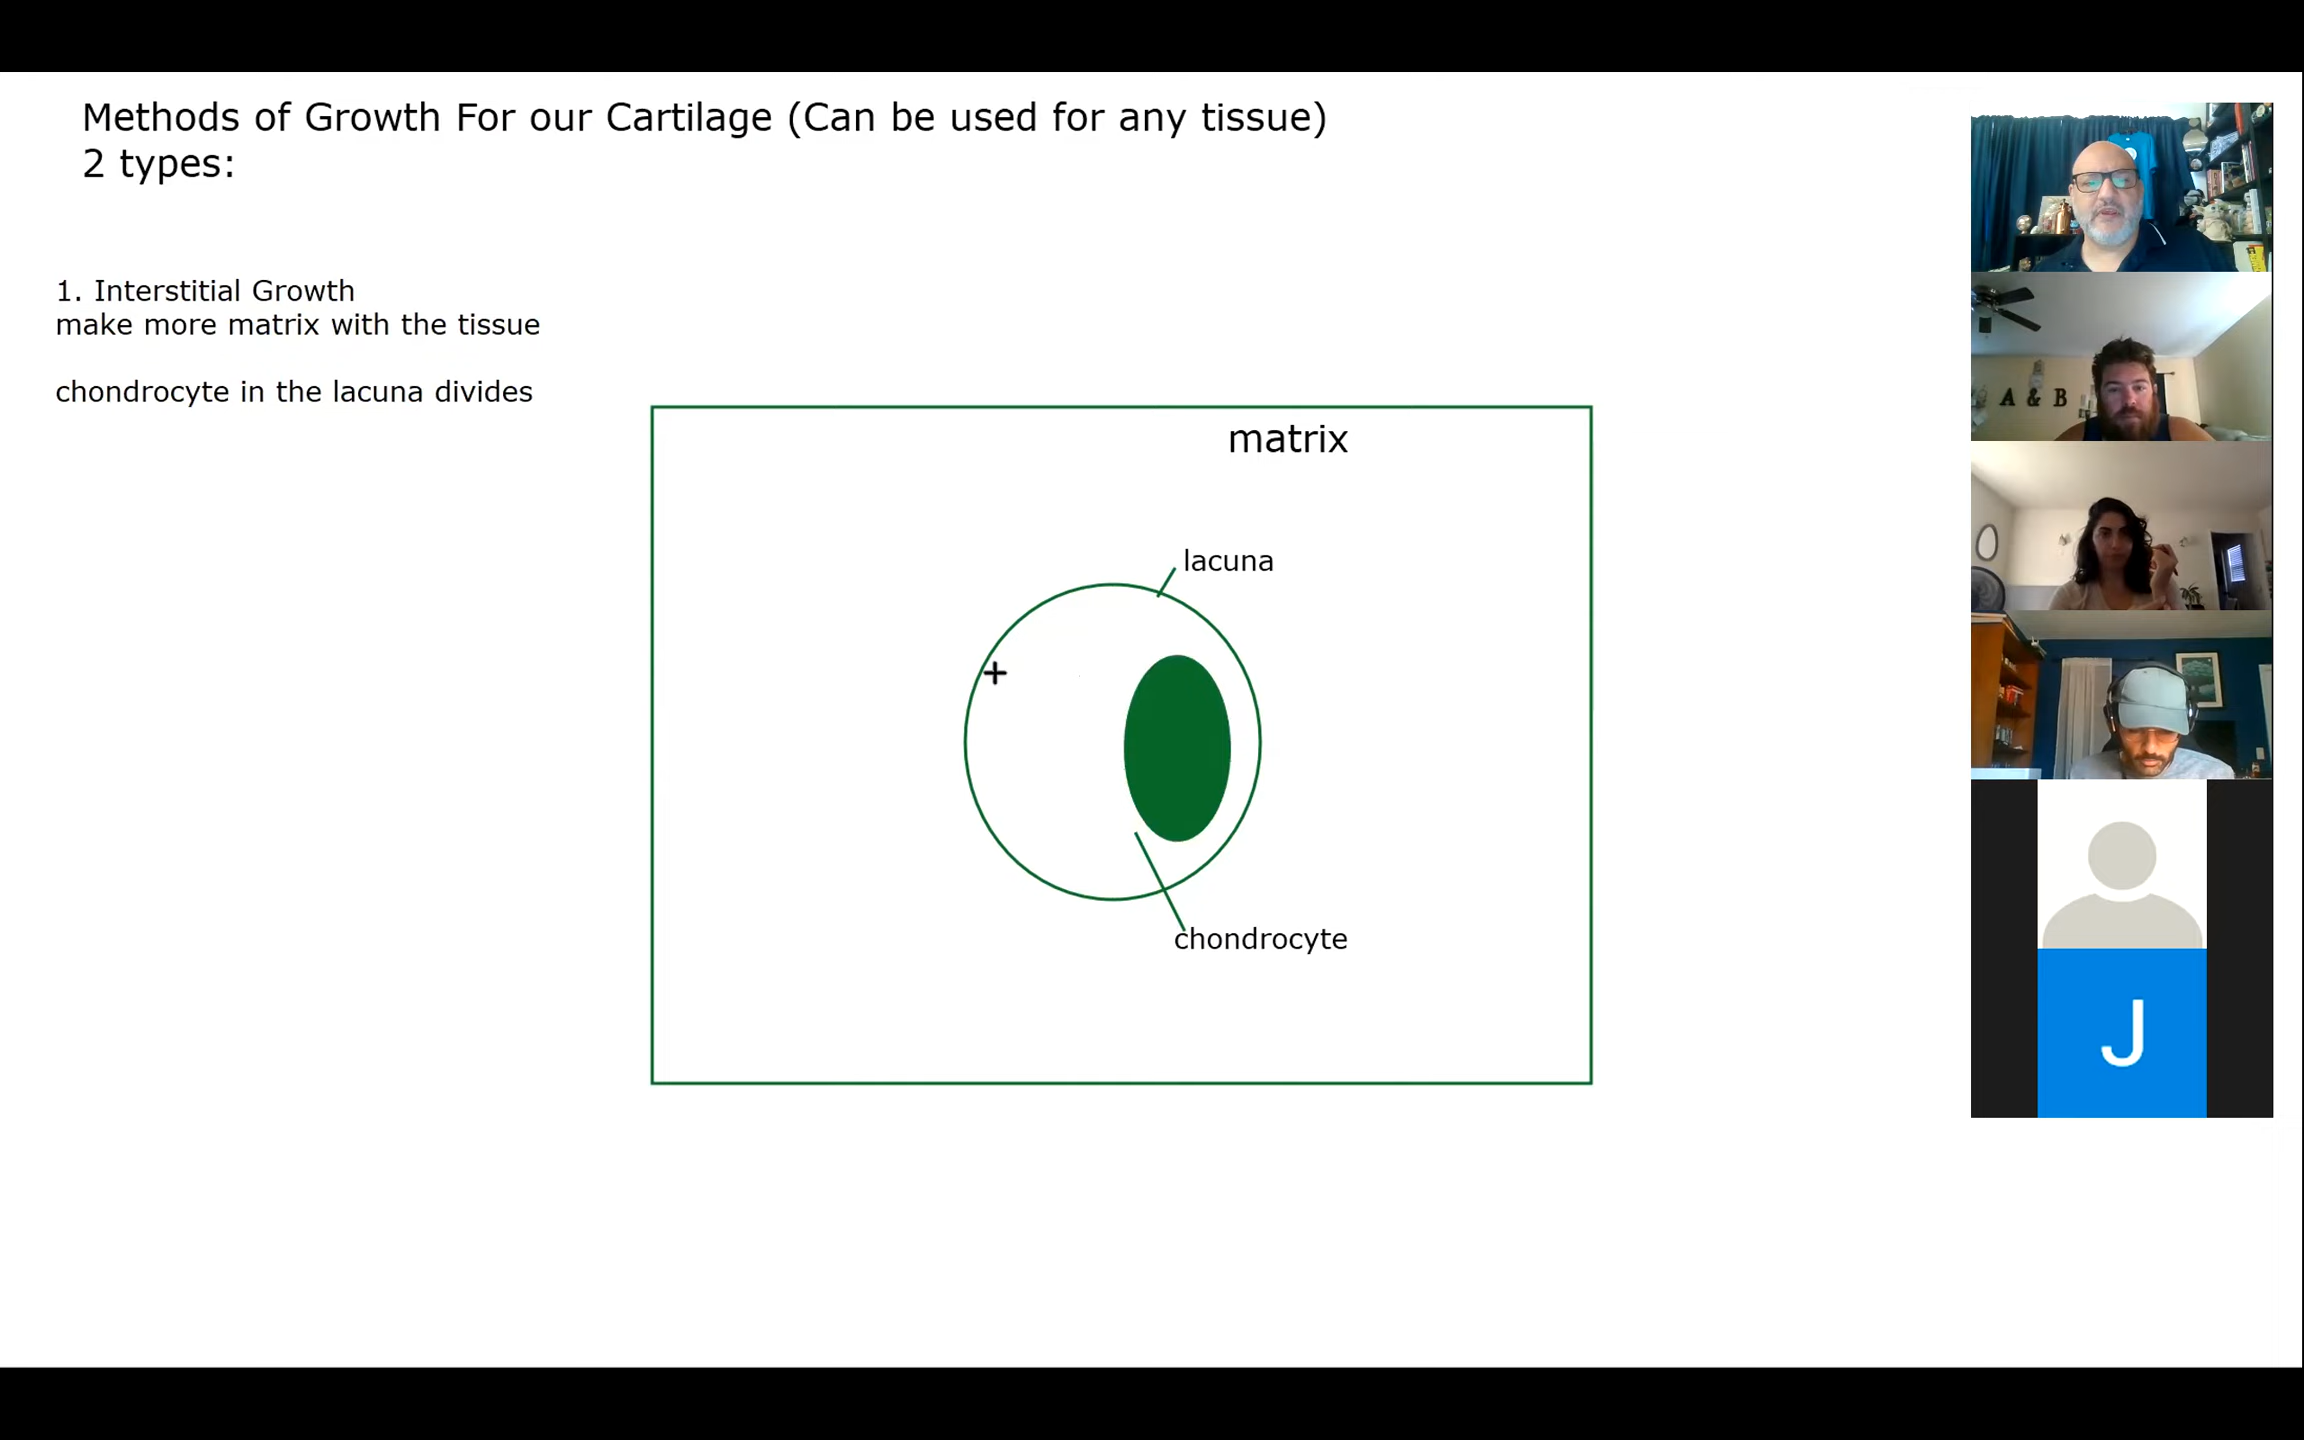 Methods of Growth For our Cartilage (Can be used for any tissue)
2 types:
1. Interstitial Growth
make more matrix with the tissue
chondrocyte in the lacuna divides
matrix
lacuna
chondrocyte
A & B
J